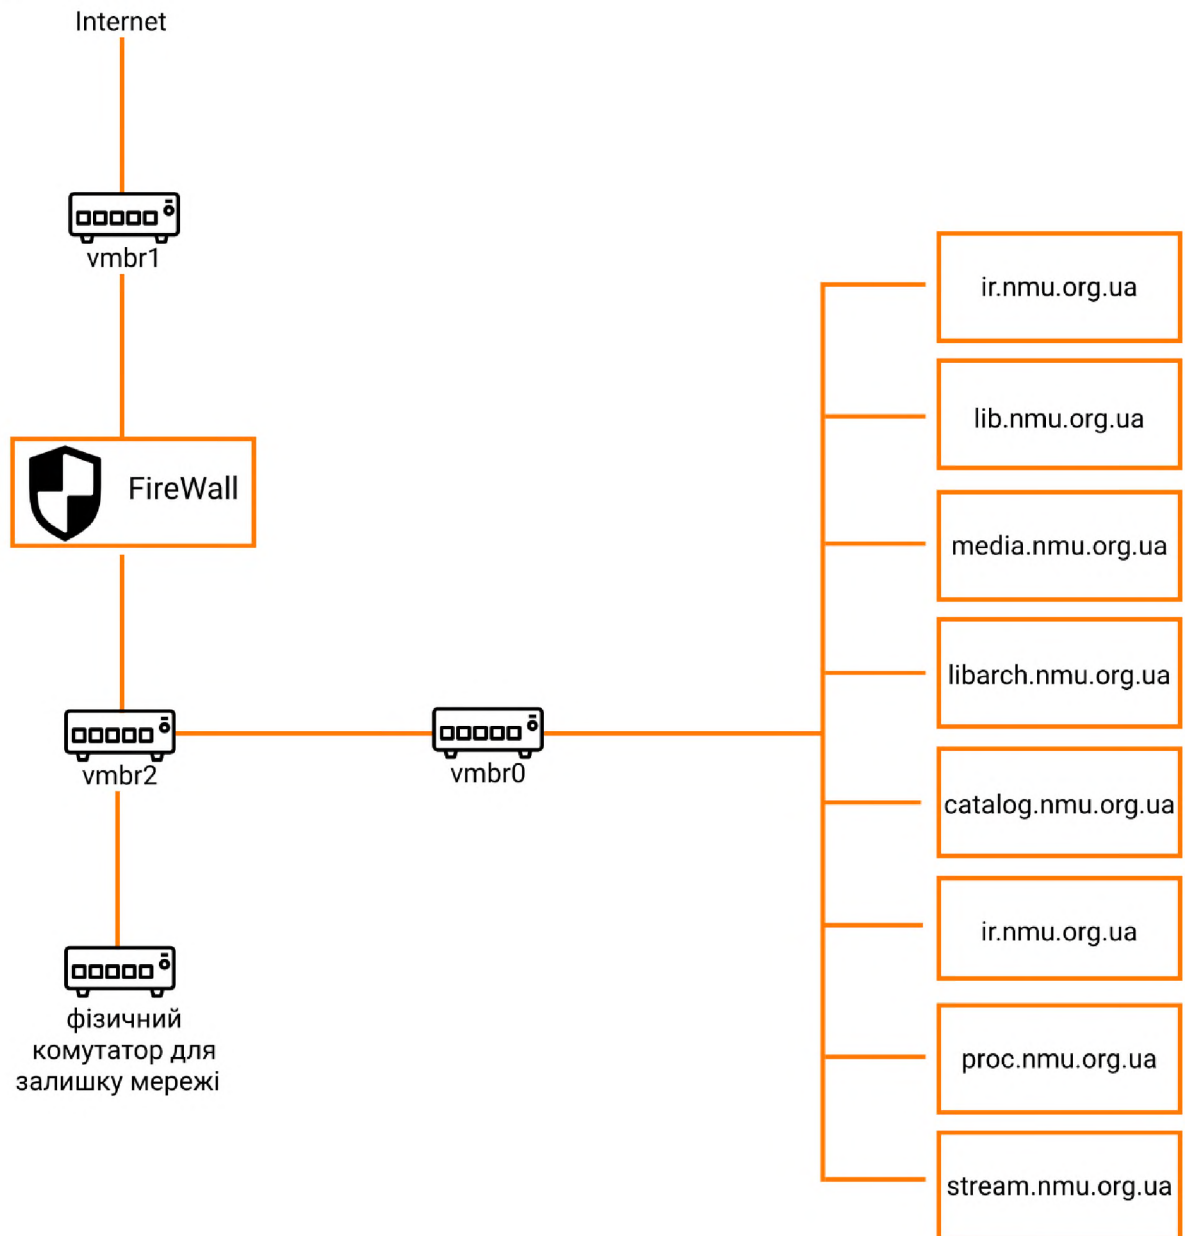 Internet
vmbr1
FireWall
vmbr2
vmbr0
фізичний
комутатор для
залишку мережі
ir.nmu.org.ua
lib.nmu.org.ua
media.nmu.org.ua
libarch.nmu.org.ua
catalog.nmu.org.ua
ir.nmu.org.ua
proc.nmu.org.ua
stream.nmu.org.ua